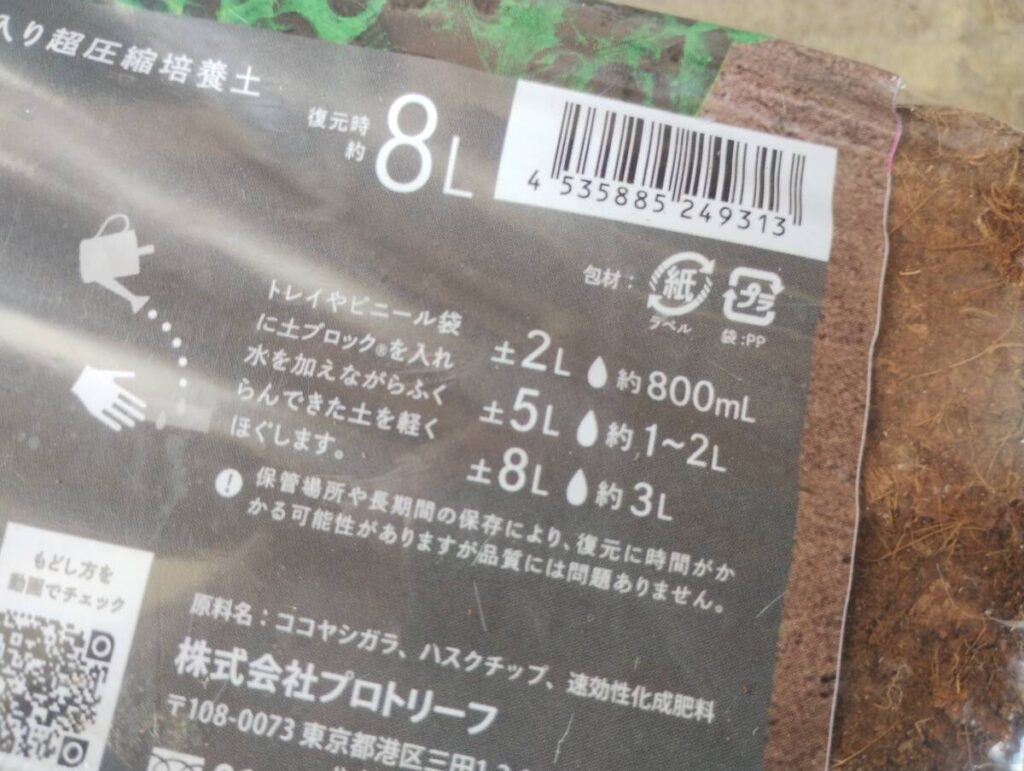 入り超圧縮培養土
復元時
約
8L
4 535885 249313
包材：
紙
ラベル
プラ
袋：PP
トレイやビニール袋
に土ブロック®を入れ
水を加えながらふく
らんできた土を軽く
ほぐします。
土2L 約800mL
土5L 約1~2L
土8L 約3L
! 保管場所や長期間の保存により、復元に時間がか
かる可能性がありますが品質には問題ありません。
もどし方を
動画でチェック
原料名：ココヤシガラ、ハスクチップ、速効性化成肥料
株式会社プロトリーフ
〒108-0073 東京都港区三田